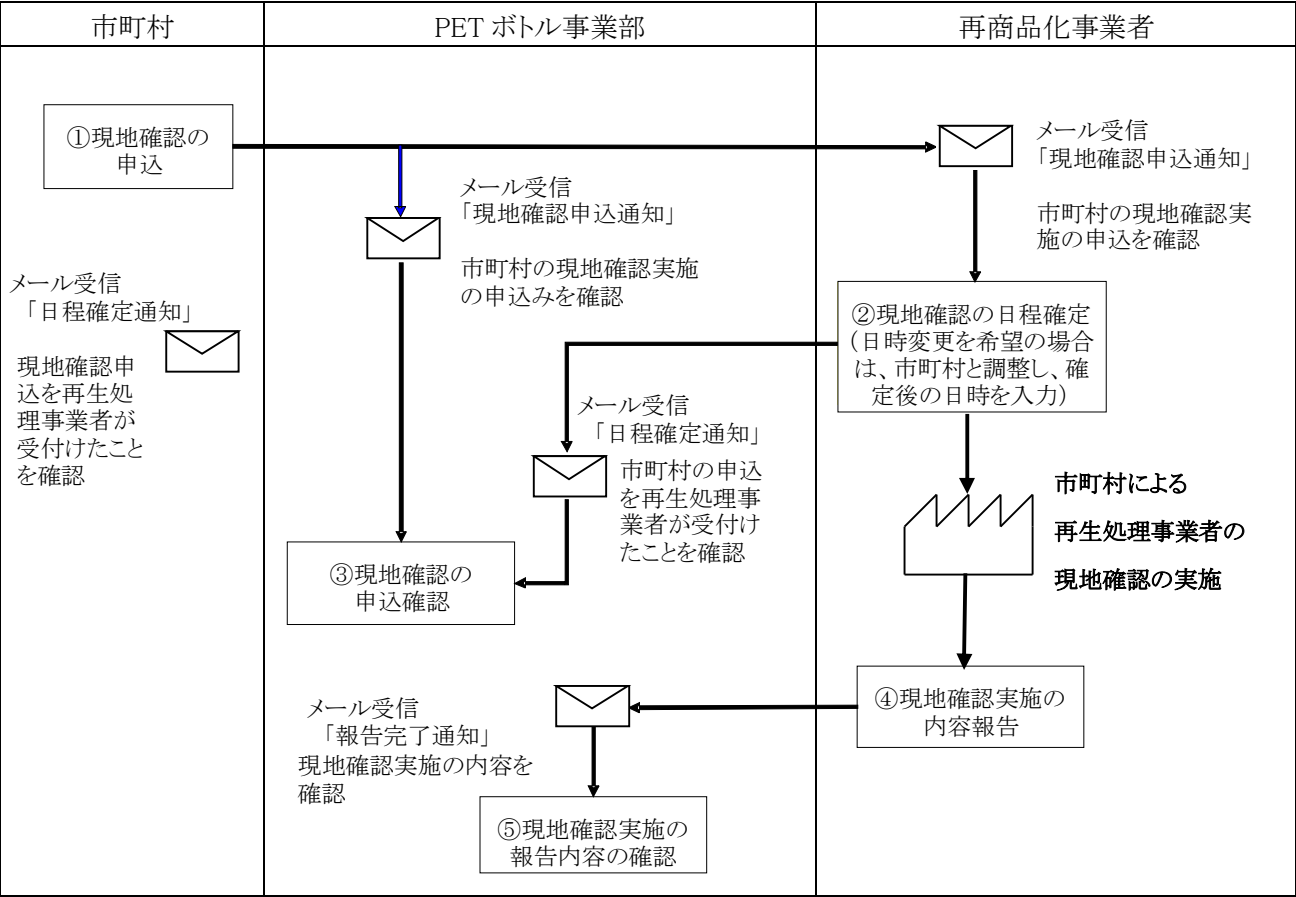 市町村
PET ボトル事業部
再商品化事業者
①現地確認の
申込
メール受信
「現地確認申込通知」
市町村の現地確認実
施の申込を確認
メール受信
「現地確認申込通知」
市町村の現地確認実施
の申込みを確認
メール受信
「日程確定通知」
現地確認申
込を再生処
理事業者が
受付けたこと
を確認
②現地確認の日程確定
(日時変更を希望の場合
は、市町村と調整し、確
定後の日時を入力)
メール受信
「日程確定通知」
市町村の申込
を再生処理事
業者が受付け
たことを確認
市町村による
再生処理事業者の
現地確認の実施
③現地確認の
申込確認
④現地確認実施の
内容報告
メール受信
「報告完了通知」
現地確認実施の内容を
確認
⑤現地確認実施の
報告内容の確認